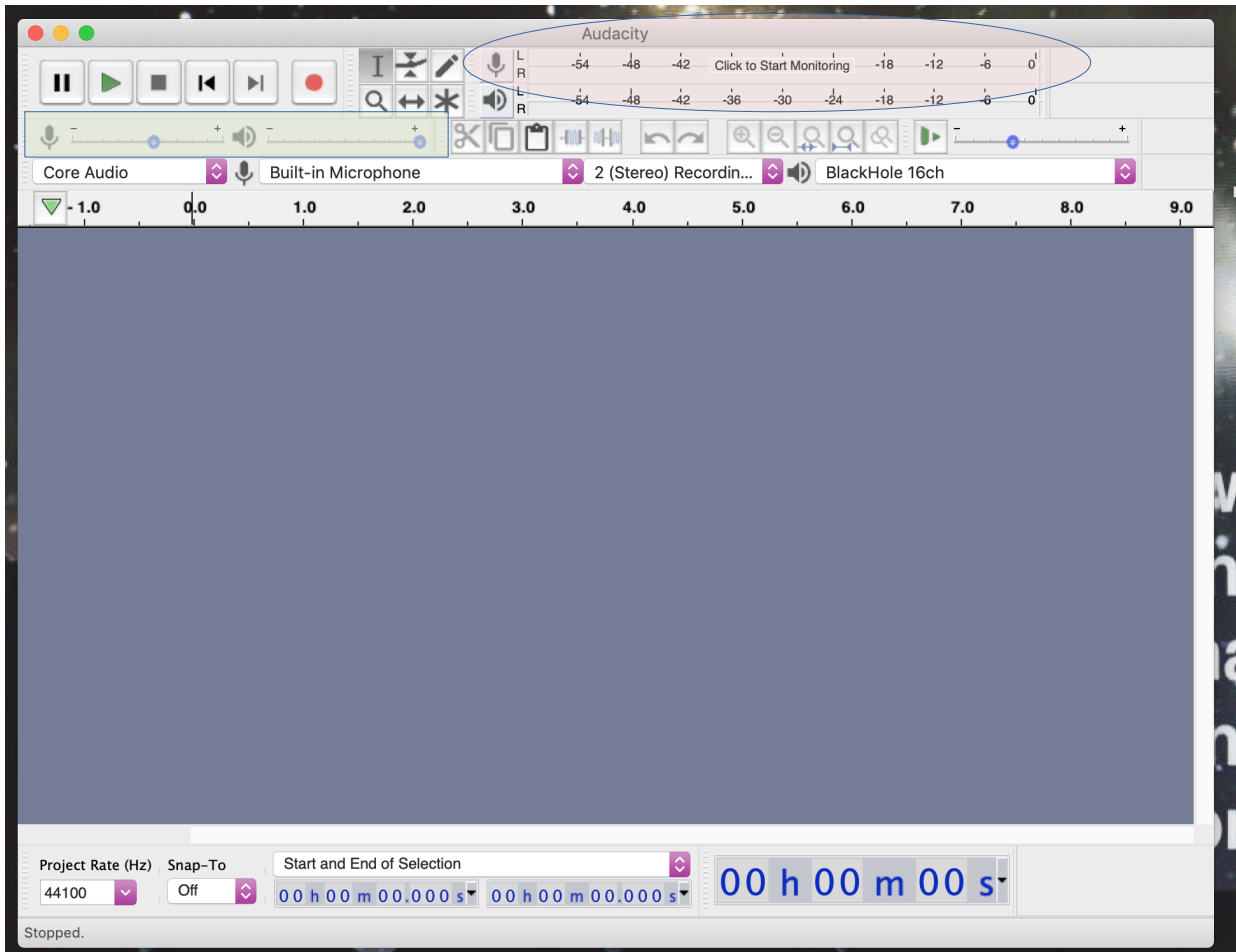 Audacity
L -54 -48 -42 Click to Start Monitoring -18 -12 -6 0
R
L -54 -48 -42 -36 -30 -24 -18 -12 -6 0
R
- + - + - +
Core Audio Built-in Microphone 2 (Stereo) Recordin... BlackHole 16ch
- 1.0 0.0 1.0 2.0 3.0 4.0 5.0 6.0 7.0 8.0 9.0
Project Rate (Hz) Snap-To Start and End of Selection
44100 Off 00 h 00 m 00.000 s 00 h 00 m 00.000 s 00 h 00 m 00 s
Stopped.